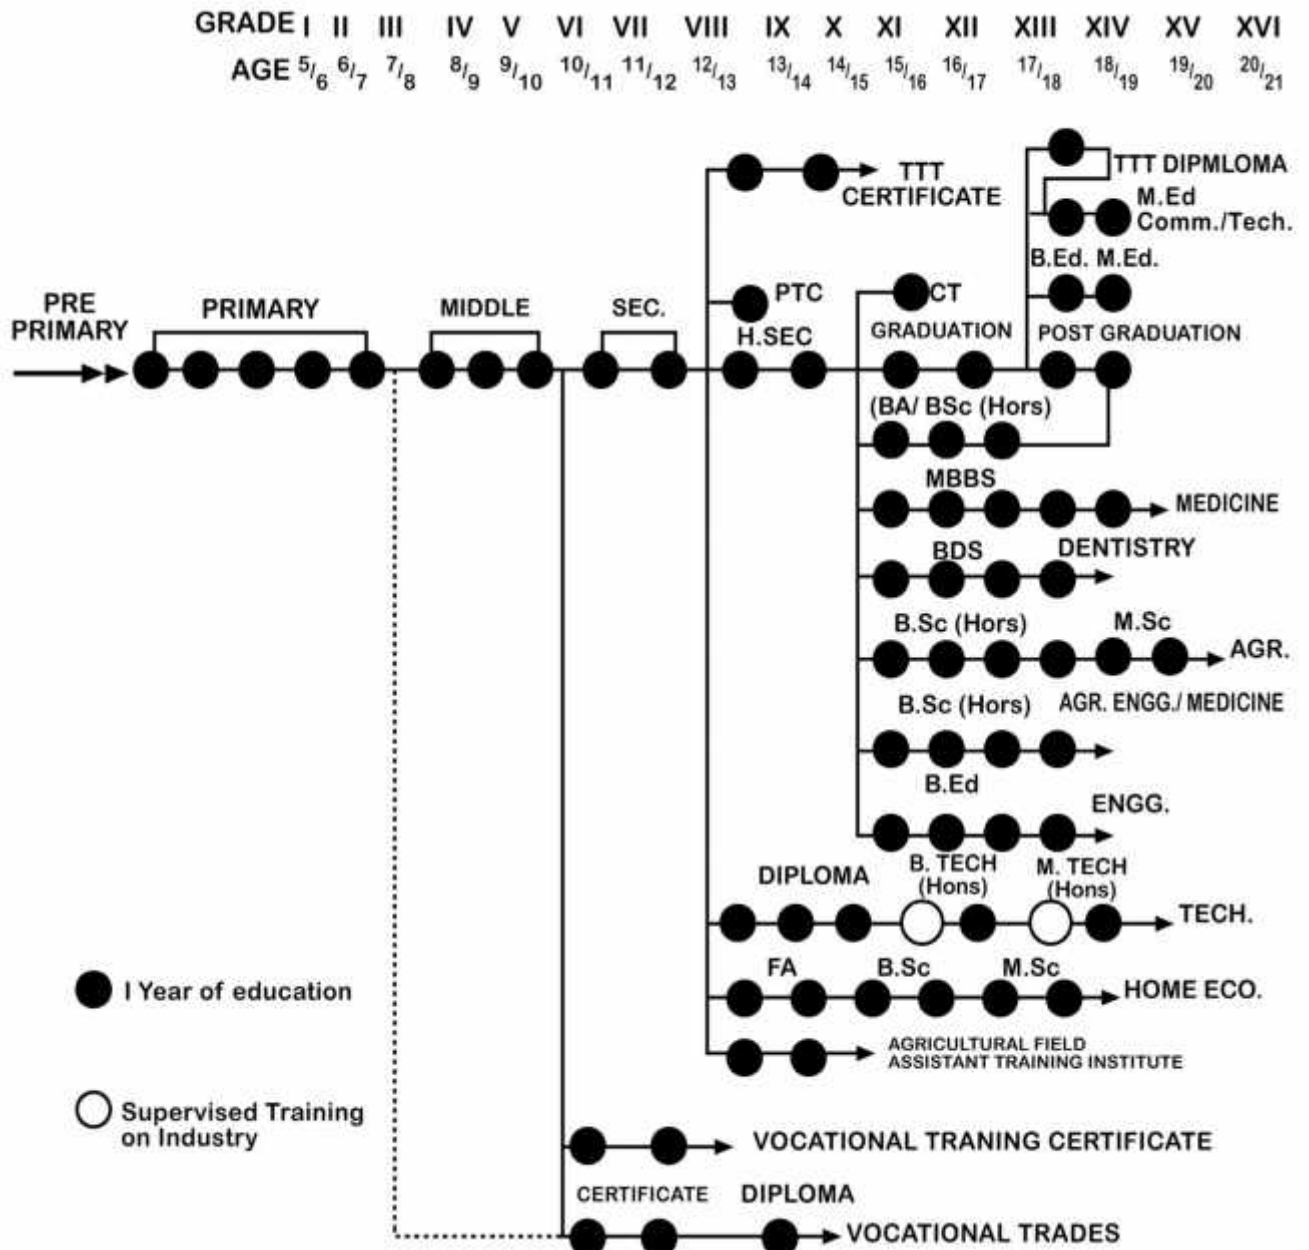 GRADE I II III IV V VI VII VIII IX X XI XII XIII XIV XV XVI
AGE 5/6 6/7 7/8 8/9 9/10 10/11 11/12 12/13 13/14 14/15 15/16 16/17 17/18 18/19 19/20 20/21
TTT
CERTIFICATE
TTT DIPMLOMA
M.Ed
Comm./Tech.
B.Ed. M.Ed.
PRE
PRIMARY
PRIMARY
MIDDLE
SEC.
PTC
H.SEC
CT
GRADUATION
POST GRADUATION
(BA/ BSc (Hors)
MBBS
MEDICINE
BDS
DENTISTRY
B.Sc (Hors)
M.Sc
AGR.
B.Sc (Hors)
AGR. ENGG./ MEDICINE
B.Ed
ENGG.
DIPLOMA
B. TECH
(Hons)
M. TECH
(Hons)
TECH.
FA
B.Sc
M.Sc
HOME ECO.
AGRICULTURAL FIELD
ASSISTANT TRAINING INSTITUTE
I Year of education
Supervised Training
on Industry
VOCATIONAL TRANING CERTIFICATE
CERTIFICATE
DIPLOMA
VOCATIONAL TRADES